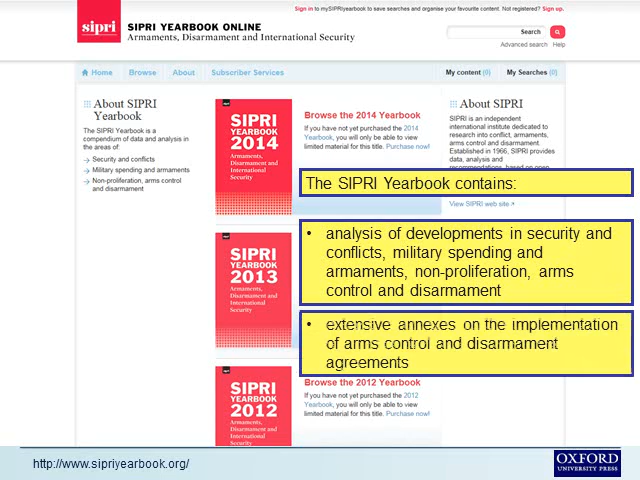 Sign in to mySIPRIyearbook to save searches and organise your favourite content. Not registered? Sign up.
sipri
SIPRI YEARBOOK ONLINE
Armaments, Disarmament and International Security
Search
Advanced search Help
Home Browse About Subscriber Services My content (0) My Searches (0)
About SIPRI
Yearbook
The SIPRI Yearbook is a
compendium of data and analysis in
the areas of:
Security and conflicts
Military spending and armaments
Non-proliferation, arms control
and disarmament
SIPRI
YEARBOOK
2014
Armaments,
Disarmament and
International
Security
Browse the 2014 Yearbook
If you have not yet purchased the 2014
Yearbook, you will only be able to view
limited material for this title. Purchase now!
About SIPRI
SIPRI is an independent
international institute dedicated to
research into conflict, armaments,
arms control and disarmament.
Established in 1966, SIPRI provides
data, analysis and
recommendations, based on open
View SIPRI web site
The SIPRI Yearbook contains:
• analysis of developments in security and
conflicts, military spending and
armaments, non-proliferation, arms
control and disarmament
• extensive annexes on the implementation
of arms control and disarmament
agreements
SIPRI
YEARBOOK
2013
Armaments,
Disarmament and
International
Security
SIPRI
YEARBOOK
2012
Armaments,
Disarmament and
International
Security
Browse the 2012 Yearbook
If you have not yet purchased the 2012
Yearbook, you will only be able to view
limited material for this title. Purchase now!
http://www.sipriyearbook.org/
OXFORD
UNIVERSITY PRESS